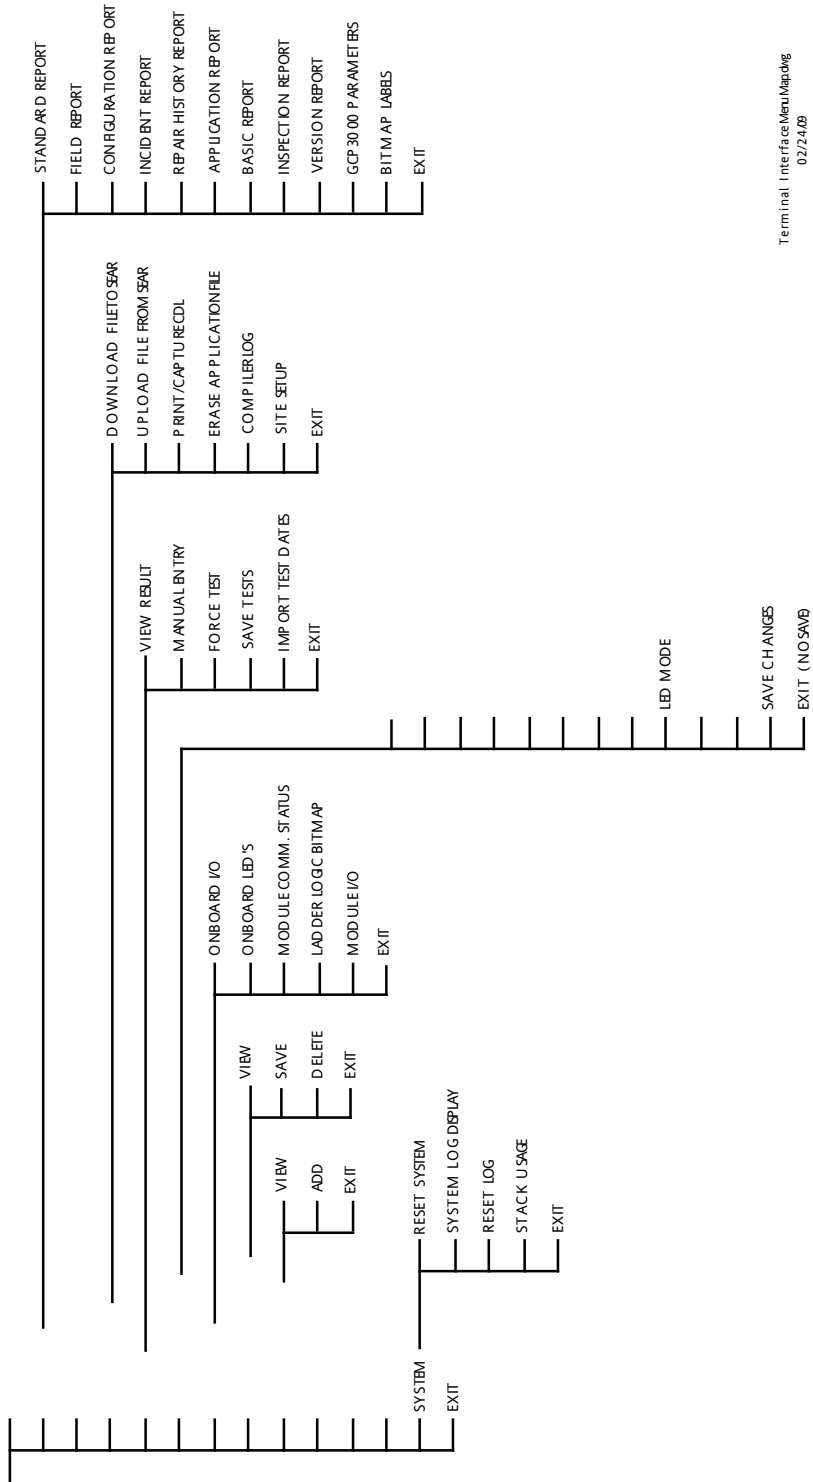 STANDARD REPORT
FIELD REPORT
CONFIGURATION REPORT
INCIDENT REPORT
REPAIR HISTORY REPORT
APPLICATION REPORT
BASIC REPORT
INSPECTION REPORT
VERSION REPORT
GCP3000 PARAMETERS
BITMAP LABELS
EXIT
DOWNLOAD FILE TO SEAR
UPLOAD FILE FROM SEAR
PRINT/CAPTURE CDL
ERASE APPLICATION FILE
COMPILER LOG
SITE SETUP
EXIT
VIEW RESULT
MANUAL ENTRY
FORCE TEST
SAVE TESTS
IMPORT TEST DATES
EXIT
LED MODE
SAVE CHANGES
EXIT (NO SAVE)
ONBOARD I/O
ONBOARD LED'S
MODULE COMM. STATUS
LADDER LOGIC BITMAP
MODULE I/O
EXIT
VIEW
SAVE
DELETE
EXIT
VIEW
ADD
EXIT
RESET SYSTEM
SYSTEM LOG DISPLAY
RESET LOG
STACK USAGE
EXIT
SYSTEM
EXIT
Terminal Interface Menu Map.dwg
02/24/09